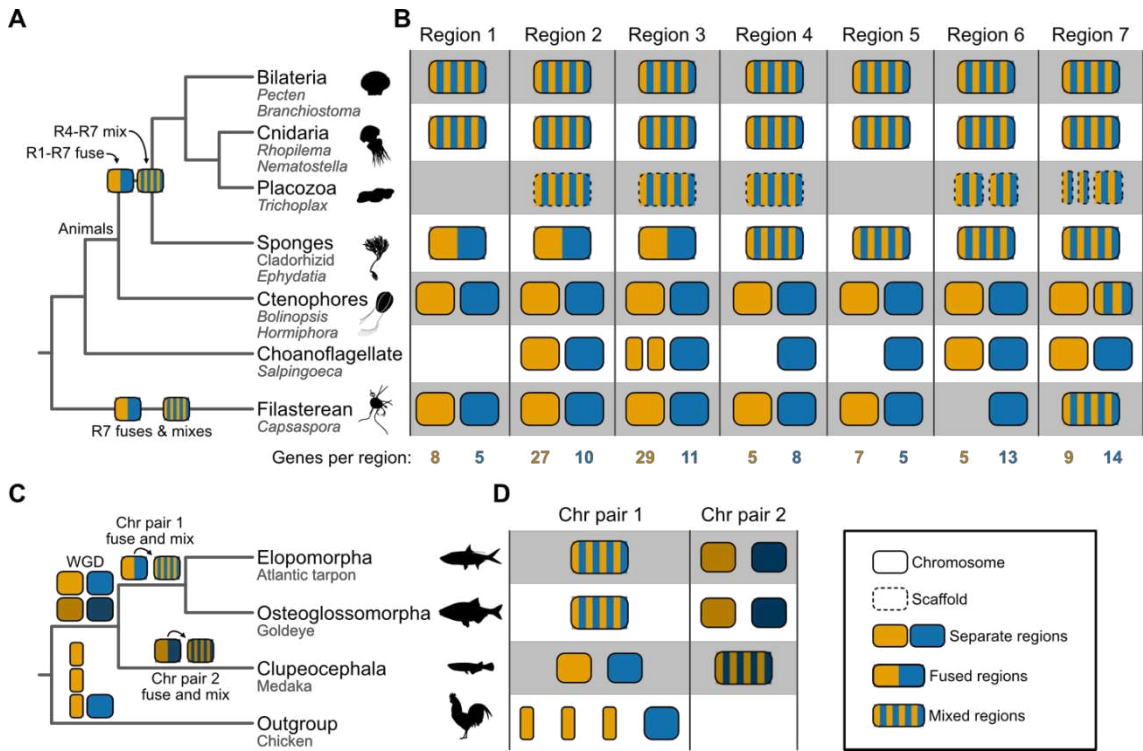 A
B
Region 1 Region 2 Region 3 Region 4 Region 5 Region 6 Region 7
Bilateria
Pecten
Branchiostoma
R4-R7 mix
R1-R7 fuse
Cnidaria
Rhopilema
Nematostella
Placozoa
Trichoplax
Animals
Sponges
Cladorhizid
Ephydatia
Ctenophores
Bolinopsis
Hormiphora
Choanoflagellate
Salpingoeca
Filasterean
Capsaspora
R7 fuses & mixes
Genes per region: 8 5 27 10 29 11 5 8 7 5 5 13 9 14
C
Chr pair 1
fuse and mix
WGD
Elopomorpha
Atlantic tarpon
Osteoglossomorpha
Goldeye
Clupeocephala
Medaka
Chr pair 2
fuse and mix
Outgroup
Chicken
D
Chr pair 1 Chr pair 2
Chromosome
Scaffold
Separate regions
Fused regions
Mixed regions